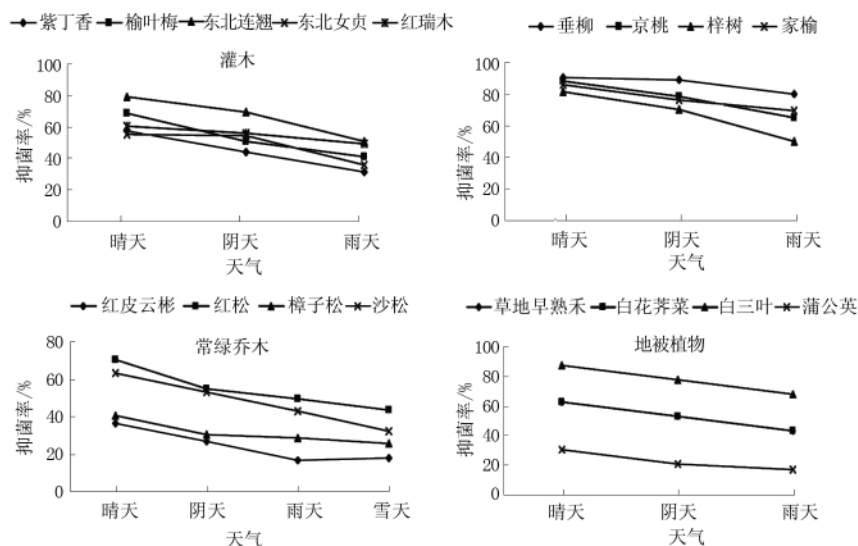 紫丁香 榆叶梅 东北连翘 东北女贞 红瑞木
灌木
抑菌率/%
100
80
60
40
20
0
晴天 阴天 雨天
天气
垂柳 京桃 梓树 家榆
抑菌率/%
100
80
60
40
20
0
晴天 阴天 雨天
天气
红皮云彬 红松 樟子松 沙松
常绿乔木
抑菌率/%
80
60
40
20
0
晴天 阴天 雨天 雪天
天气
草地早熟禾 白花荠菜 白三叶 蒲公英
地被植物
抑菌率/%
100
80
60
40
20
0
晴天 阴天 雨天
天气